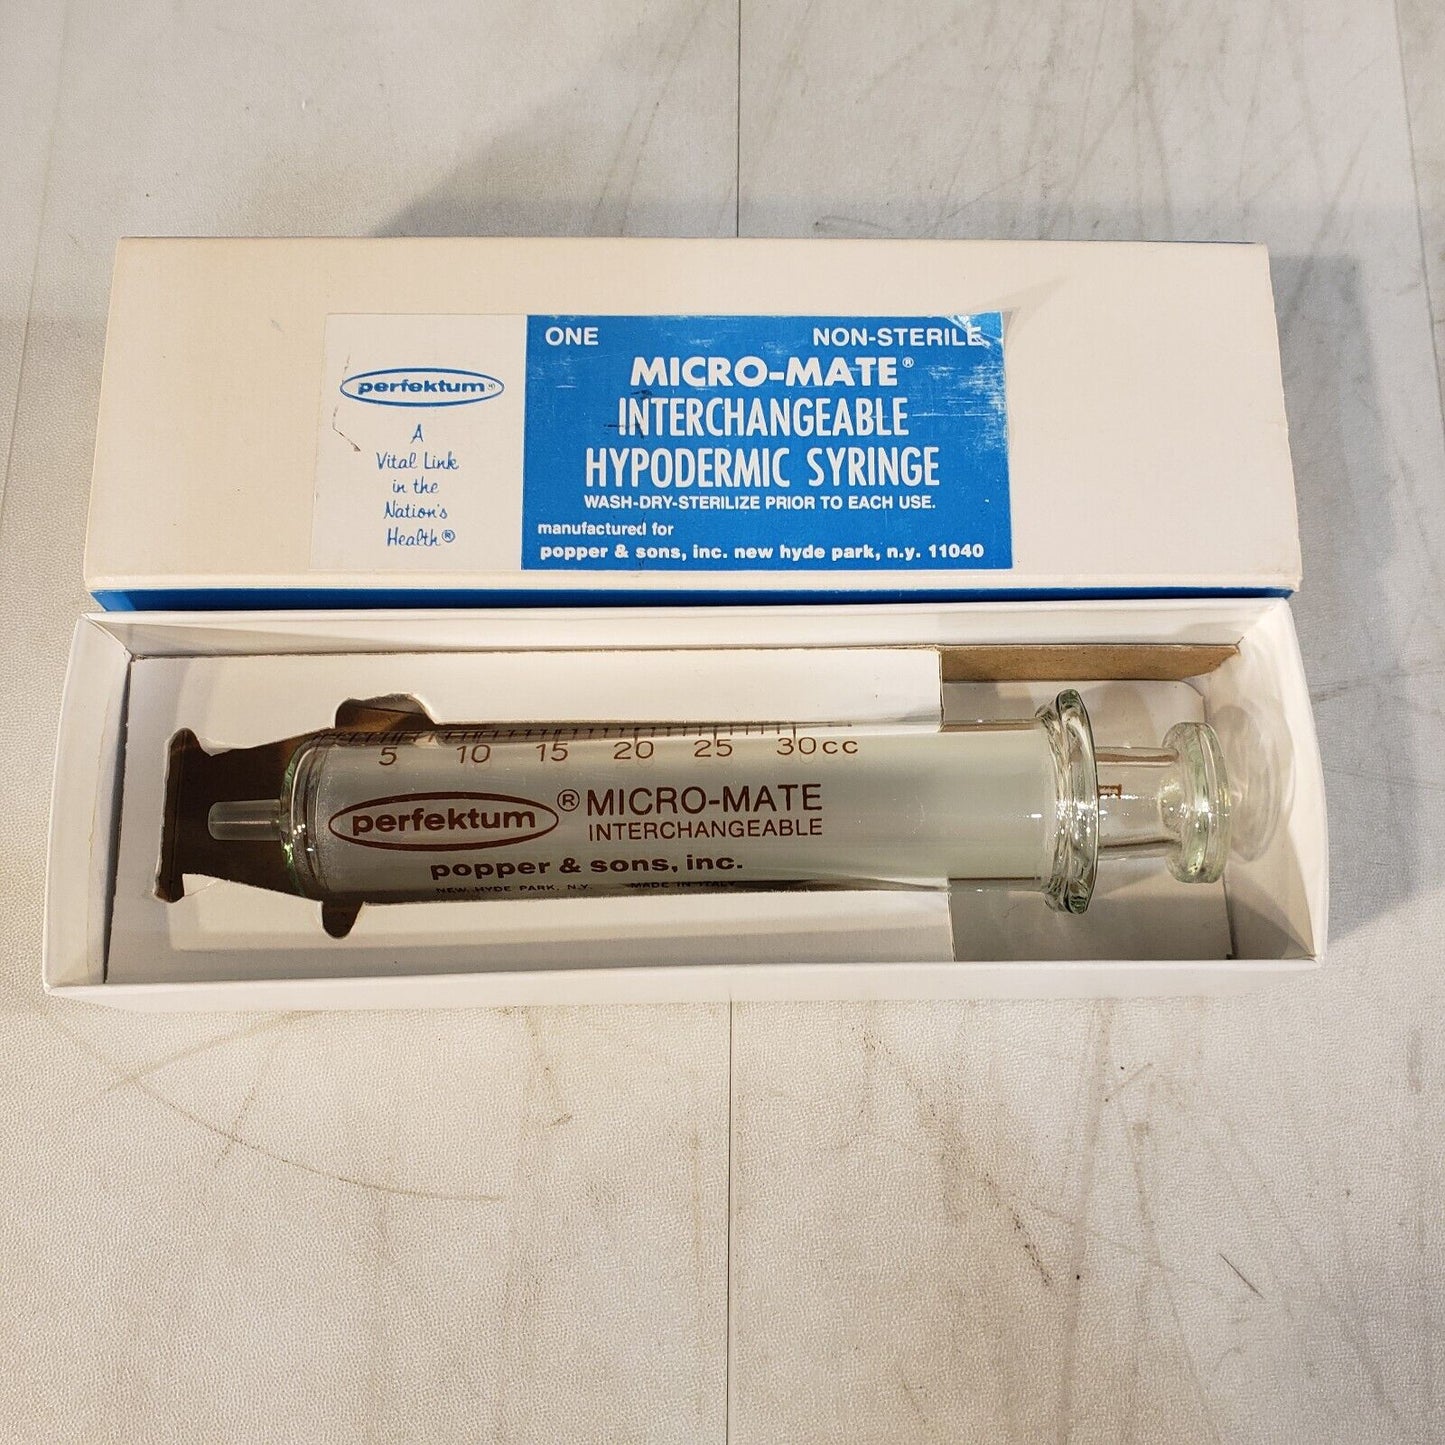 perfektum®
A
Vital Link
in the
Nation's
Health®
ONE NON-STERILE
MICRO-MATE®
INTERCHANGEABLE
HYPODERMIC SYRINGE
WASH-DRY-STERILIZE PRIOR TO EACH USE.
manufactured for
popper & sons, inc. new hyde park, n.y. 11040
5 10 15 20 25 30cc
perfektum® MICRO-MATE
INTERCHANGEABLE
popper & sons, inc.
NEW HYDE PARK, N.Y. MADE IN ITALY